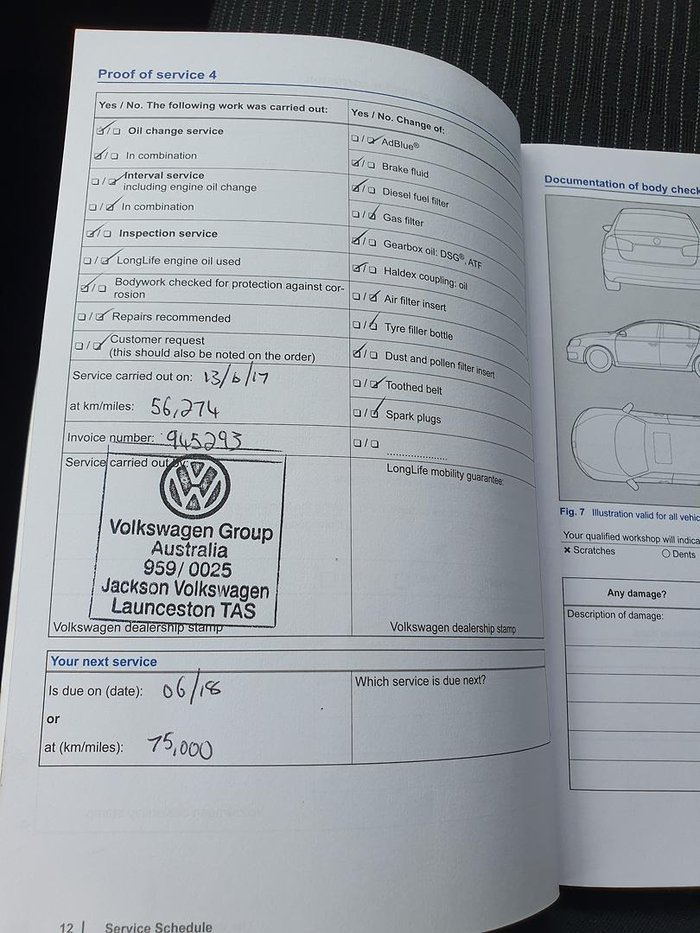 Proof of service 4
Yes / No. The following work was carried out:
☑/☐ Oil change service
☑/☐ In combination
☐/☑ Interval service
including engine oil change
☐/☑ In combination
☑/☐ Inspection service
☐/☑ LongLife engine oil used
☑/☐ Bodywork checked for protection against cor-
rosion
☐/☑ Repairs recommended
☐/☑ Customer request
(this should also be noted on the order)
Service carried out on: 13/6/17
at km/miles: 56,274
Invoice number: 945293
Service carried out by:
VW
Volkswagen Group
Australia
959/ 0025
Jackson Volkswagen
Launceston TAS
Volkswagen dealership stamp
Yes / No. Change of:
☐/☑ AdBlue®
☑/☐ Brake fluid
☑/☐ Diesel fuel filter
☐/☑ Gas filter
☑/☐ Gearbox oil: DSG®, ATF
☑/☐ Haldex coupling: oil
☐/☑ Air filter insert
☐/☑ Tyre filler bottle
☑/☐ Dust and pollen filter insert
☐/☑ Toothed belt
☐/☑ Spark plugs
☐/☐ ....................
LongLife mobility guarantee:
Volkswagen dealership stamp
Your next service
Is due on (date): 06/18
or
at (km/miles): 75,000
Which service is due next?
12 | Service Schedule
Documentation of body check
Fig. 7 Illustration valid for all vehic
Your qualified workshop will indica
× Scratches ○ Dents
Any damage?
Description of damage: